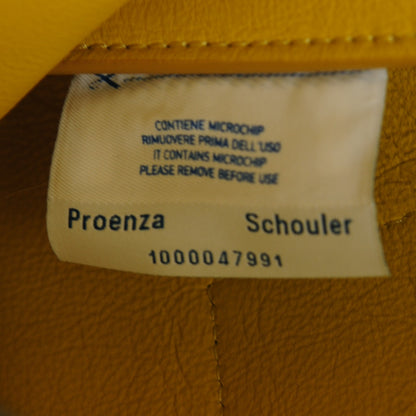 CONTIENE MICROCHIP
RIMUOVERE PRIMA DELL'USO
IT CONTAINS MICROCHIP
PLEASE REMOVE BEFORE USE
Proenza Schouler
1000047991